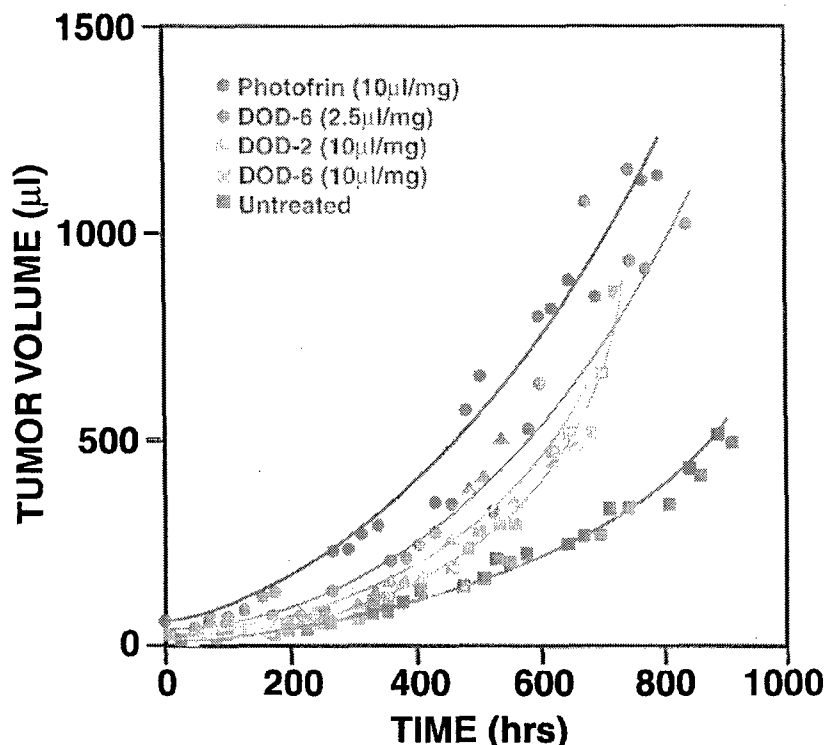 1500
Photofrin (10µl/mg)
DOD-6 (2.5µl/mg)
DOD-2 (10µl/mg)
DOD-6 (10µl/mg)
Untreated
1000
500
0
0 200 400 600 800 1000
TUMOR VOLUME (µl)
TIME (hrs)